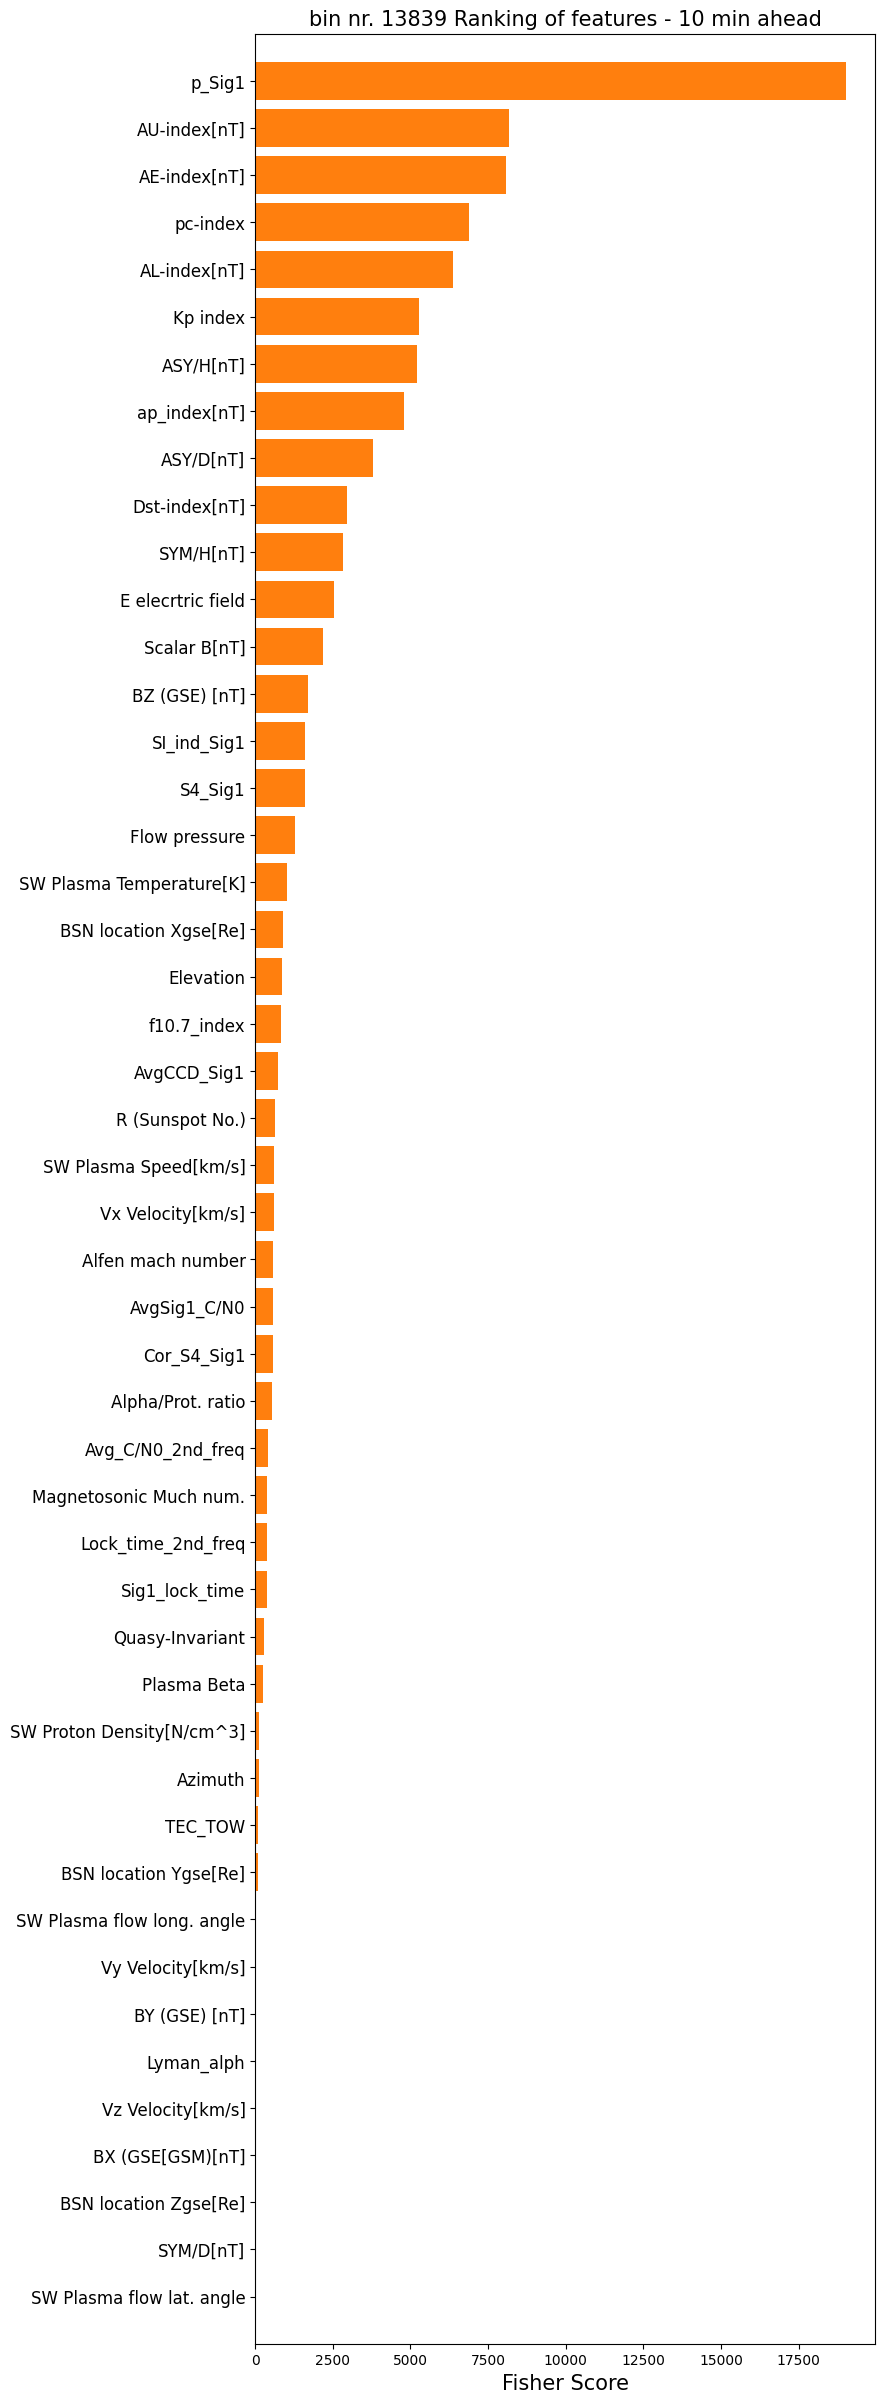 bin nr. 13839 Ranking of features - 10 min ahead
p_Sig1
AU-index[nT]
AE-index[nT]
pc-index
AL-index[nT]
Kp index
ASY/H[nT]
ap_index[nT]
ASY/D[nT]
Dst-index[nT]
SYM/H[nT]
E elecrtric field
Scalar B[nT]
BZ (GSE) [nT]
SI_ind_Sig1
S4_Sig1
Flow pressure
SW Plasma Temperature[K]
BSN location Xgse[Re]
Elevation
f10.7_index
AvgCCD_Sig1
R (Sunspot No.)
SW Plasma Speed[km/s]
Vx Velocity[km/s]
Alfen mach number
AvgSig1_C/N0
Cor_S4_Sig1
Alpha/Prot. ratio
Avg_C/N0_2nd_freq
Magnetosonic Much num.
Lock_time_2nd_freq
Sig1_lock_time
Quasy-Invariant
Plasma Beta
SW Proton Density[N/cm^3]
Azimuth
TEC_TOW
BSN location Ygse[Re]
SW Plasma flow long. angle
Vy Velocity[km/s]
BY (GSE) [nT]
Lyman_alph
Vz Velocity[km/s]
BX (GSE[GSM)[nT]
BSN location Zgse[Re]
SYM/D[nT]
SW Plasma flow lat. angle
0 2500 5000 7500 10000 12500 15000 17500
Fisher Score